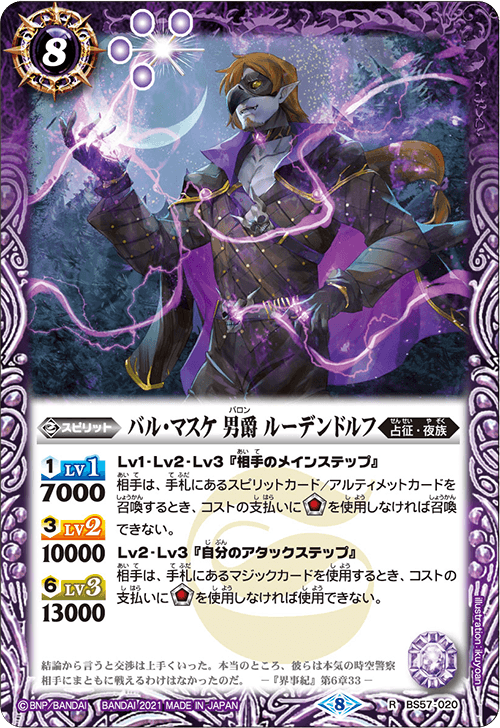 8
スピリット
バル・マスケ 男爵 ルーデンドルフ
バロン
占征・夜族
せんせい やぞく
1 LV1
7000
3 LV2
10000
6 LV3
13000
Lv1・Lv2・Lv3『相手のメインステップ』
相手は、手札にあるスピリットカード/アルティメットカードを
召喚するとき、コストの支払いに を使用しなければ召喚
できない。
Lv2・Lv3『自分のアタックステップ』
相手は、手札にあるマジックカードを使用するとき、コストの
支払いに を使用しなければ使用できない。
結論から言うと交渉は上手くいった。本当のところ、彼らは本気の時空警察
相手にまともに戦えるわけはなかったのだ。 ―『界事紀』第6章33―
illustration:Ikuyoan
©BNP/BANDAI BANDAI 2021 MADE IN JAPAN
8
R BS57-020